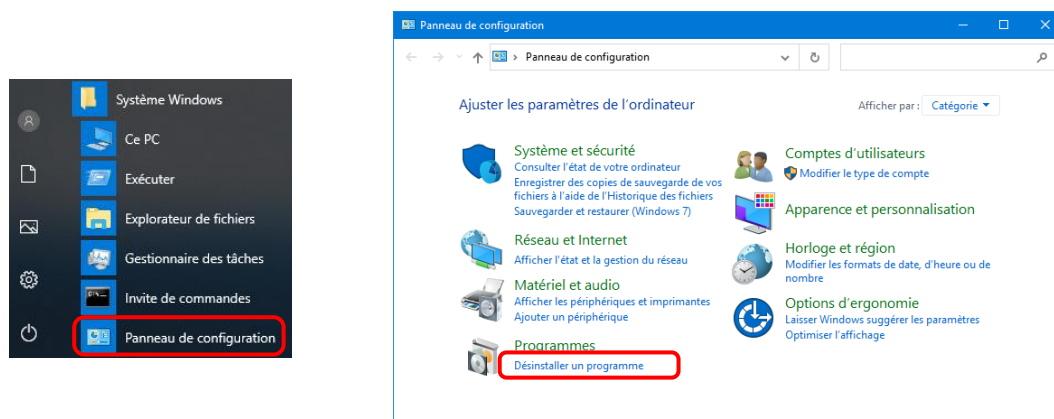 Système Windows
Ce PC
Exécuter
Explorateur de fichiers
Gestionnaire des tâches
Invite de commandes
Panneau de configuration
Panneau de configuration
Panneau de configuration
Ajuster les paramètres de l'ordinateur
Afficher par : Catégorie
Système et sécurité
Consulter l'état de votre ordinateur
Enregistrer des copies de sauvegarde de vos
fichiers à l'aide de l'Historique des fichiers
Sauvegarder et restaurer (Windows 7)
Réseau et Internet
Afficher l'état et la gestion du réseau
Matériel et audio
Afficher les périphériques et imprimantes
Ajouter un périphérique
Programmes
Désinstaller un programme
Comptes d'utilisateurs
Modifier le type de compte
Apparence et personnalisation
Horloge et région
Modifier les formats de date, d'heure ou de
nombre
Options d'ergonomie
Laisser Windows suggérer les paramètres
Optimiser l'affichage